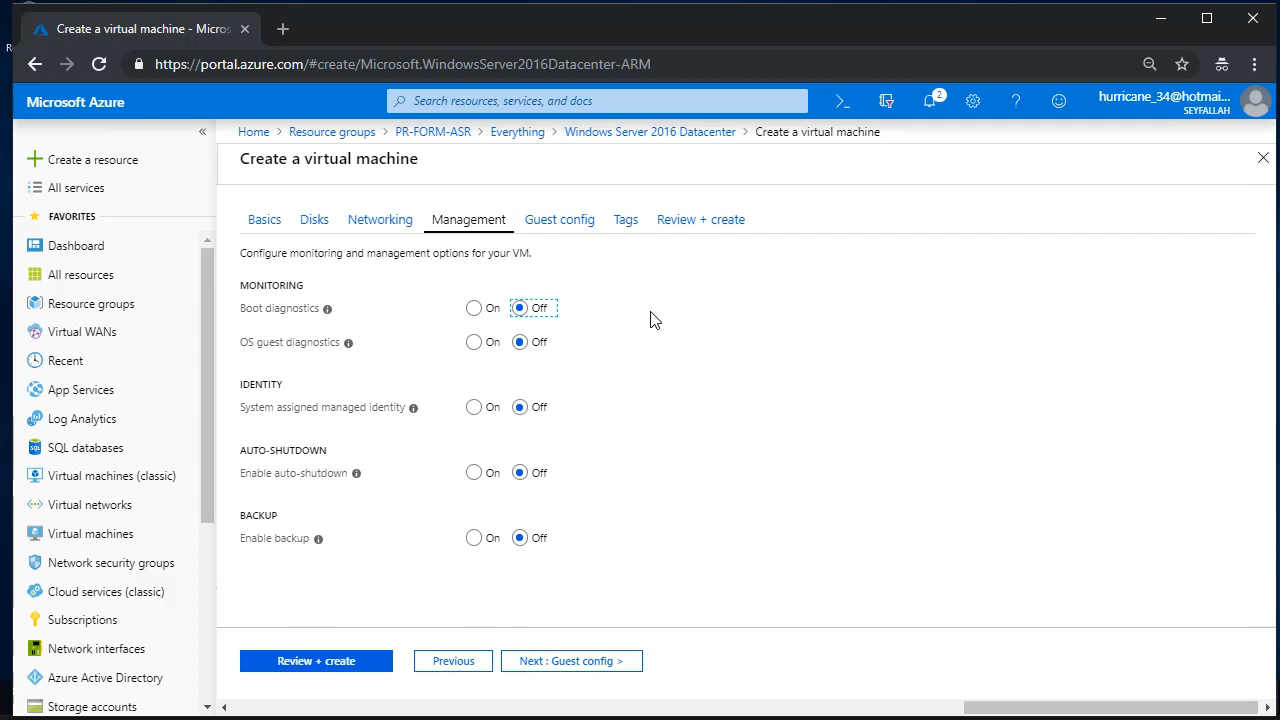 Create a virtual machine - Micros
https://portal.azure.com/#create/Microsoft.WindowsServer2016Datacenter-ARM
Microsoft Azure
Search resources, services, and docs
2
hurricane_34@hotmai...
SEYFALLAH
Home > Resource groups > PR-FORM-ASR > Everything > Windows Server 2016 Datacenter > Create a virtual machine
Create a virtual machine
Create a resource
All services
FAVORITES
Dashboard
All resources
Resource groups
Virtual WANs
Recent
App Services
Log Analytics
SQL databases
Virtual machines (classic)
Virtual networks
Virtual machines
Network security groups
Cloud services (classic)
Subscriptions
Network interfaces
Azure Active Directory
Storage accounts
Basics Disks Networking Management Guest config Tags Review + create
Configure monitoring and management options for your VM.
MONITORING
Boot diagnostics On Off
OS guest diagnostics On Off
IDENTITY
System assigned managed identity On Off
AUTO-SHUTDOWN
Enable auto-shutdown On Off
BACKUP
Enable backup On Off
Review + create Previous Next : Guest config >